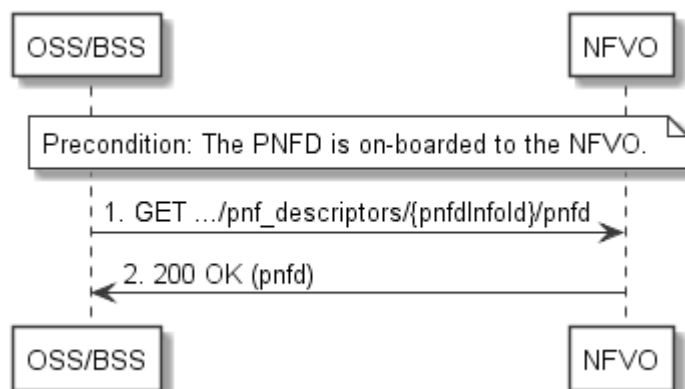 OSS/BSS NFVO
Precondition: The PNFD is on-boarded to the NFVO.
1. GET .../pnf_descriptors/{pnfdInfoId}/pnfd
2. 200 OK (pnfd)
OSS/BSS NFVO